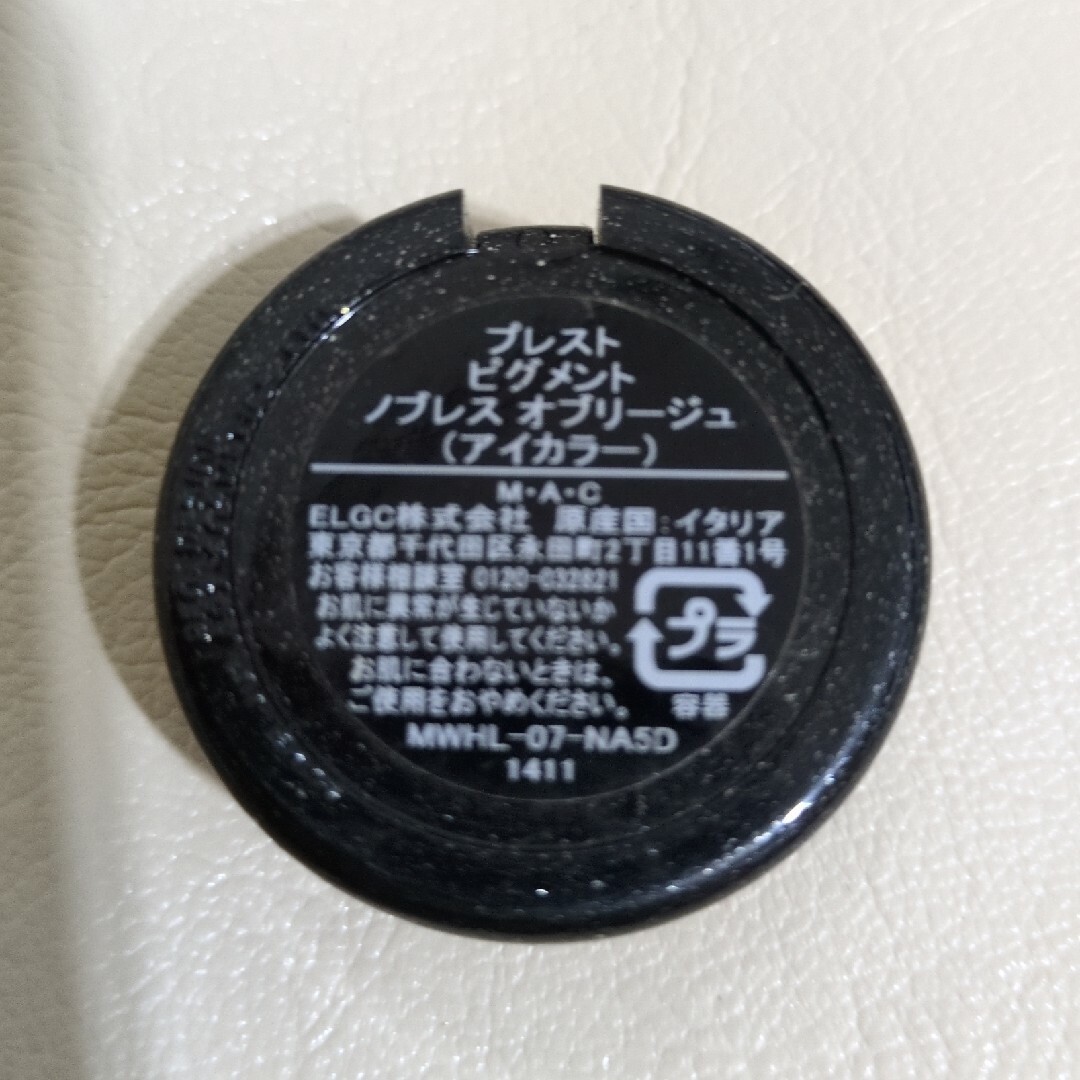 プレスト
ピグメント
ノブレス オブリージュ
（アイカラー）
M・A・C
ELGC株式会社 原産国：イタリア
東京都千代田区永田町2丁目11番1号
お客様相談室 0120-032821
お肌に異常が生じていないか
よく注意して使用してください。
お肌に合わないときは、
ご使用をおやめください。
プラ
容器
MWHL-07-NA5D
1411